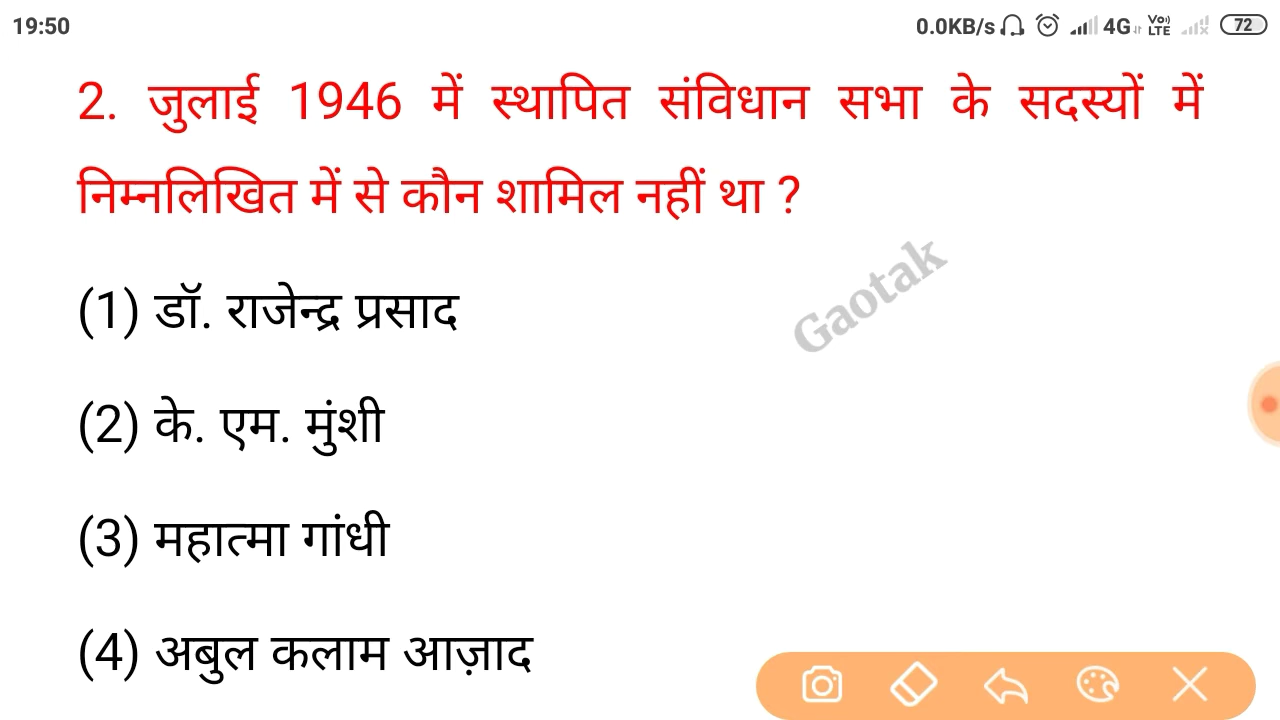 19:50
0.0KB/s 4G Vo) LTE 72
2. जुलाई 1946 में स्थापित संविधान सभा के सदस्यों में
निम्नलिखित में से कौन शामिल नहीं था ?
Gaotak
(1) डॉ. राजेन्द्र प्रसाद
(2) के. एम. मुंशी
(3) महात्मा गांधी
(4) अबुल कलाम आज़ाद